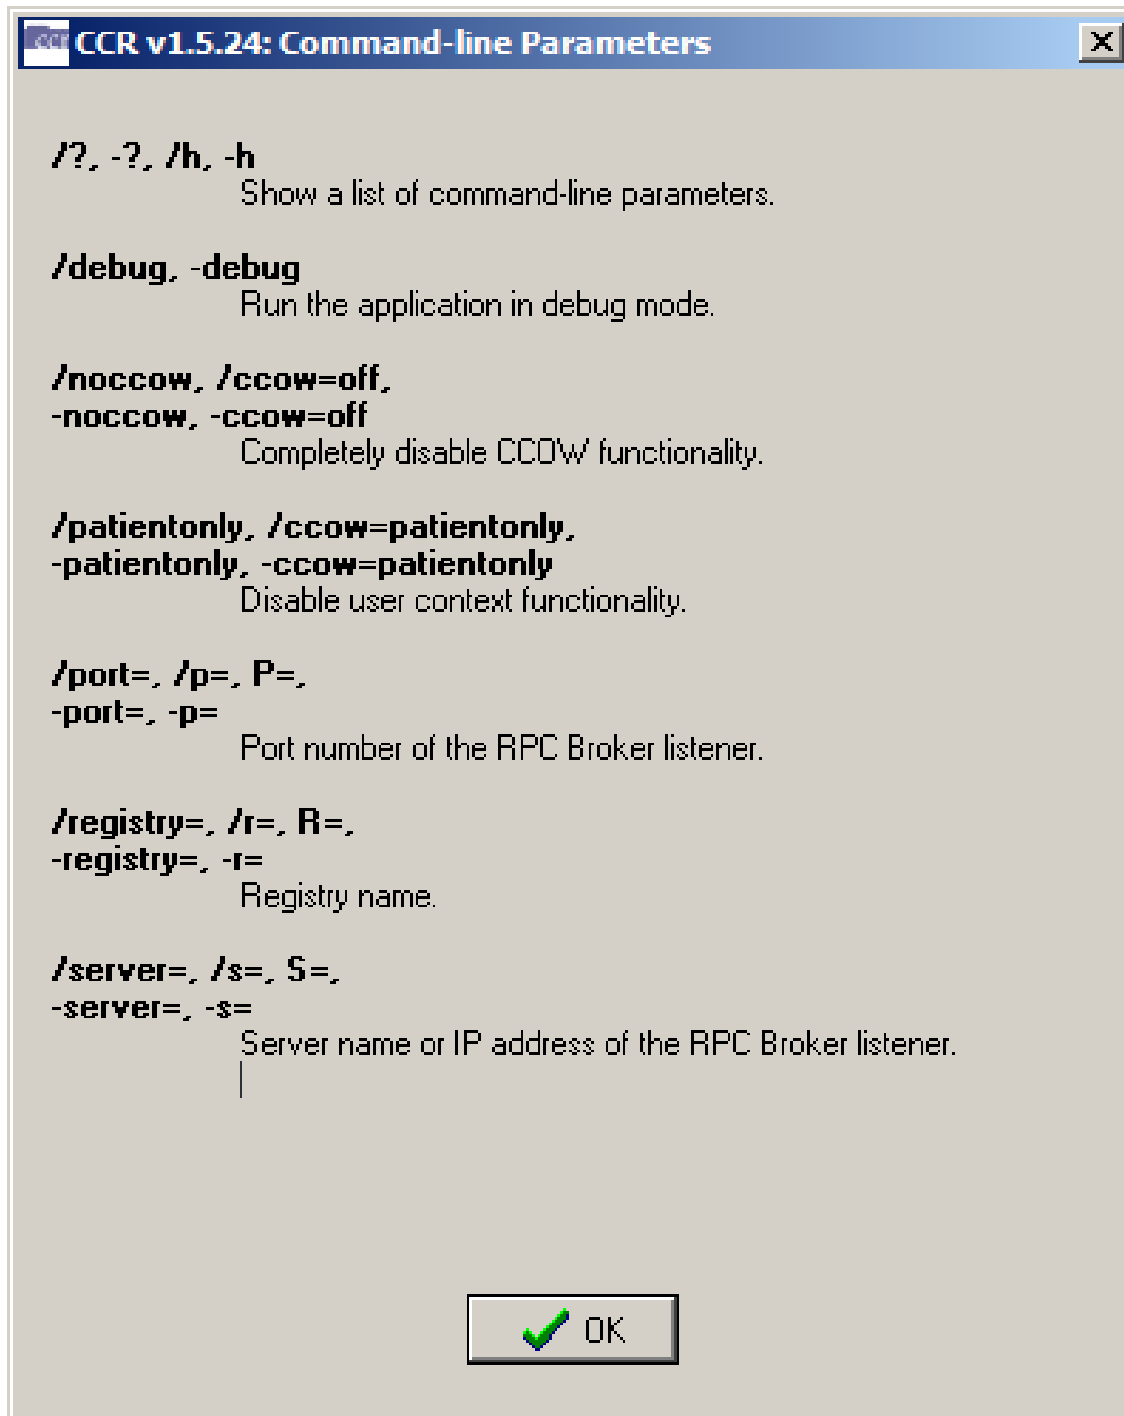 ccr CCR v1.5.24: Command-line Parameters
/?, -?, /h, -h
Show a list of command-line parameters.
/debug, -debug
Run the application in debug mode.
/noccow, /ccow=off,
-noccow, -ccow=off
Completely disable CCOW functionality.
/patientonly, /ccow=patientonly,
-patientonly, -ccow=patientonly
Disable user context functionality.
/port=, /p=, P=,
-port=, -p=
Port number of the RPC Broker listener.
/registry=, /r=, R=,
-registry=, -r=
Registry name.
/server=, /s=, S=,
-server=, -s=
Server name or IP address of the RPC Broker listener.
OK